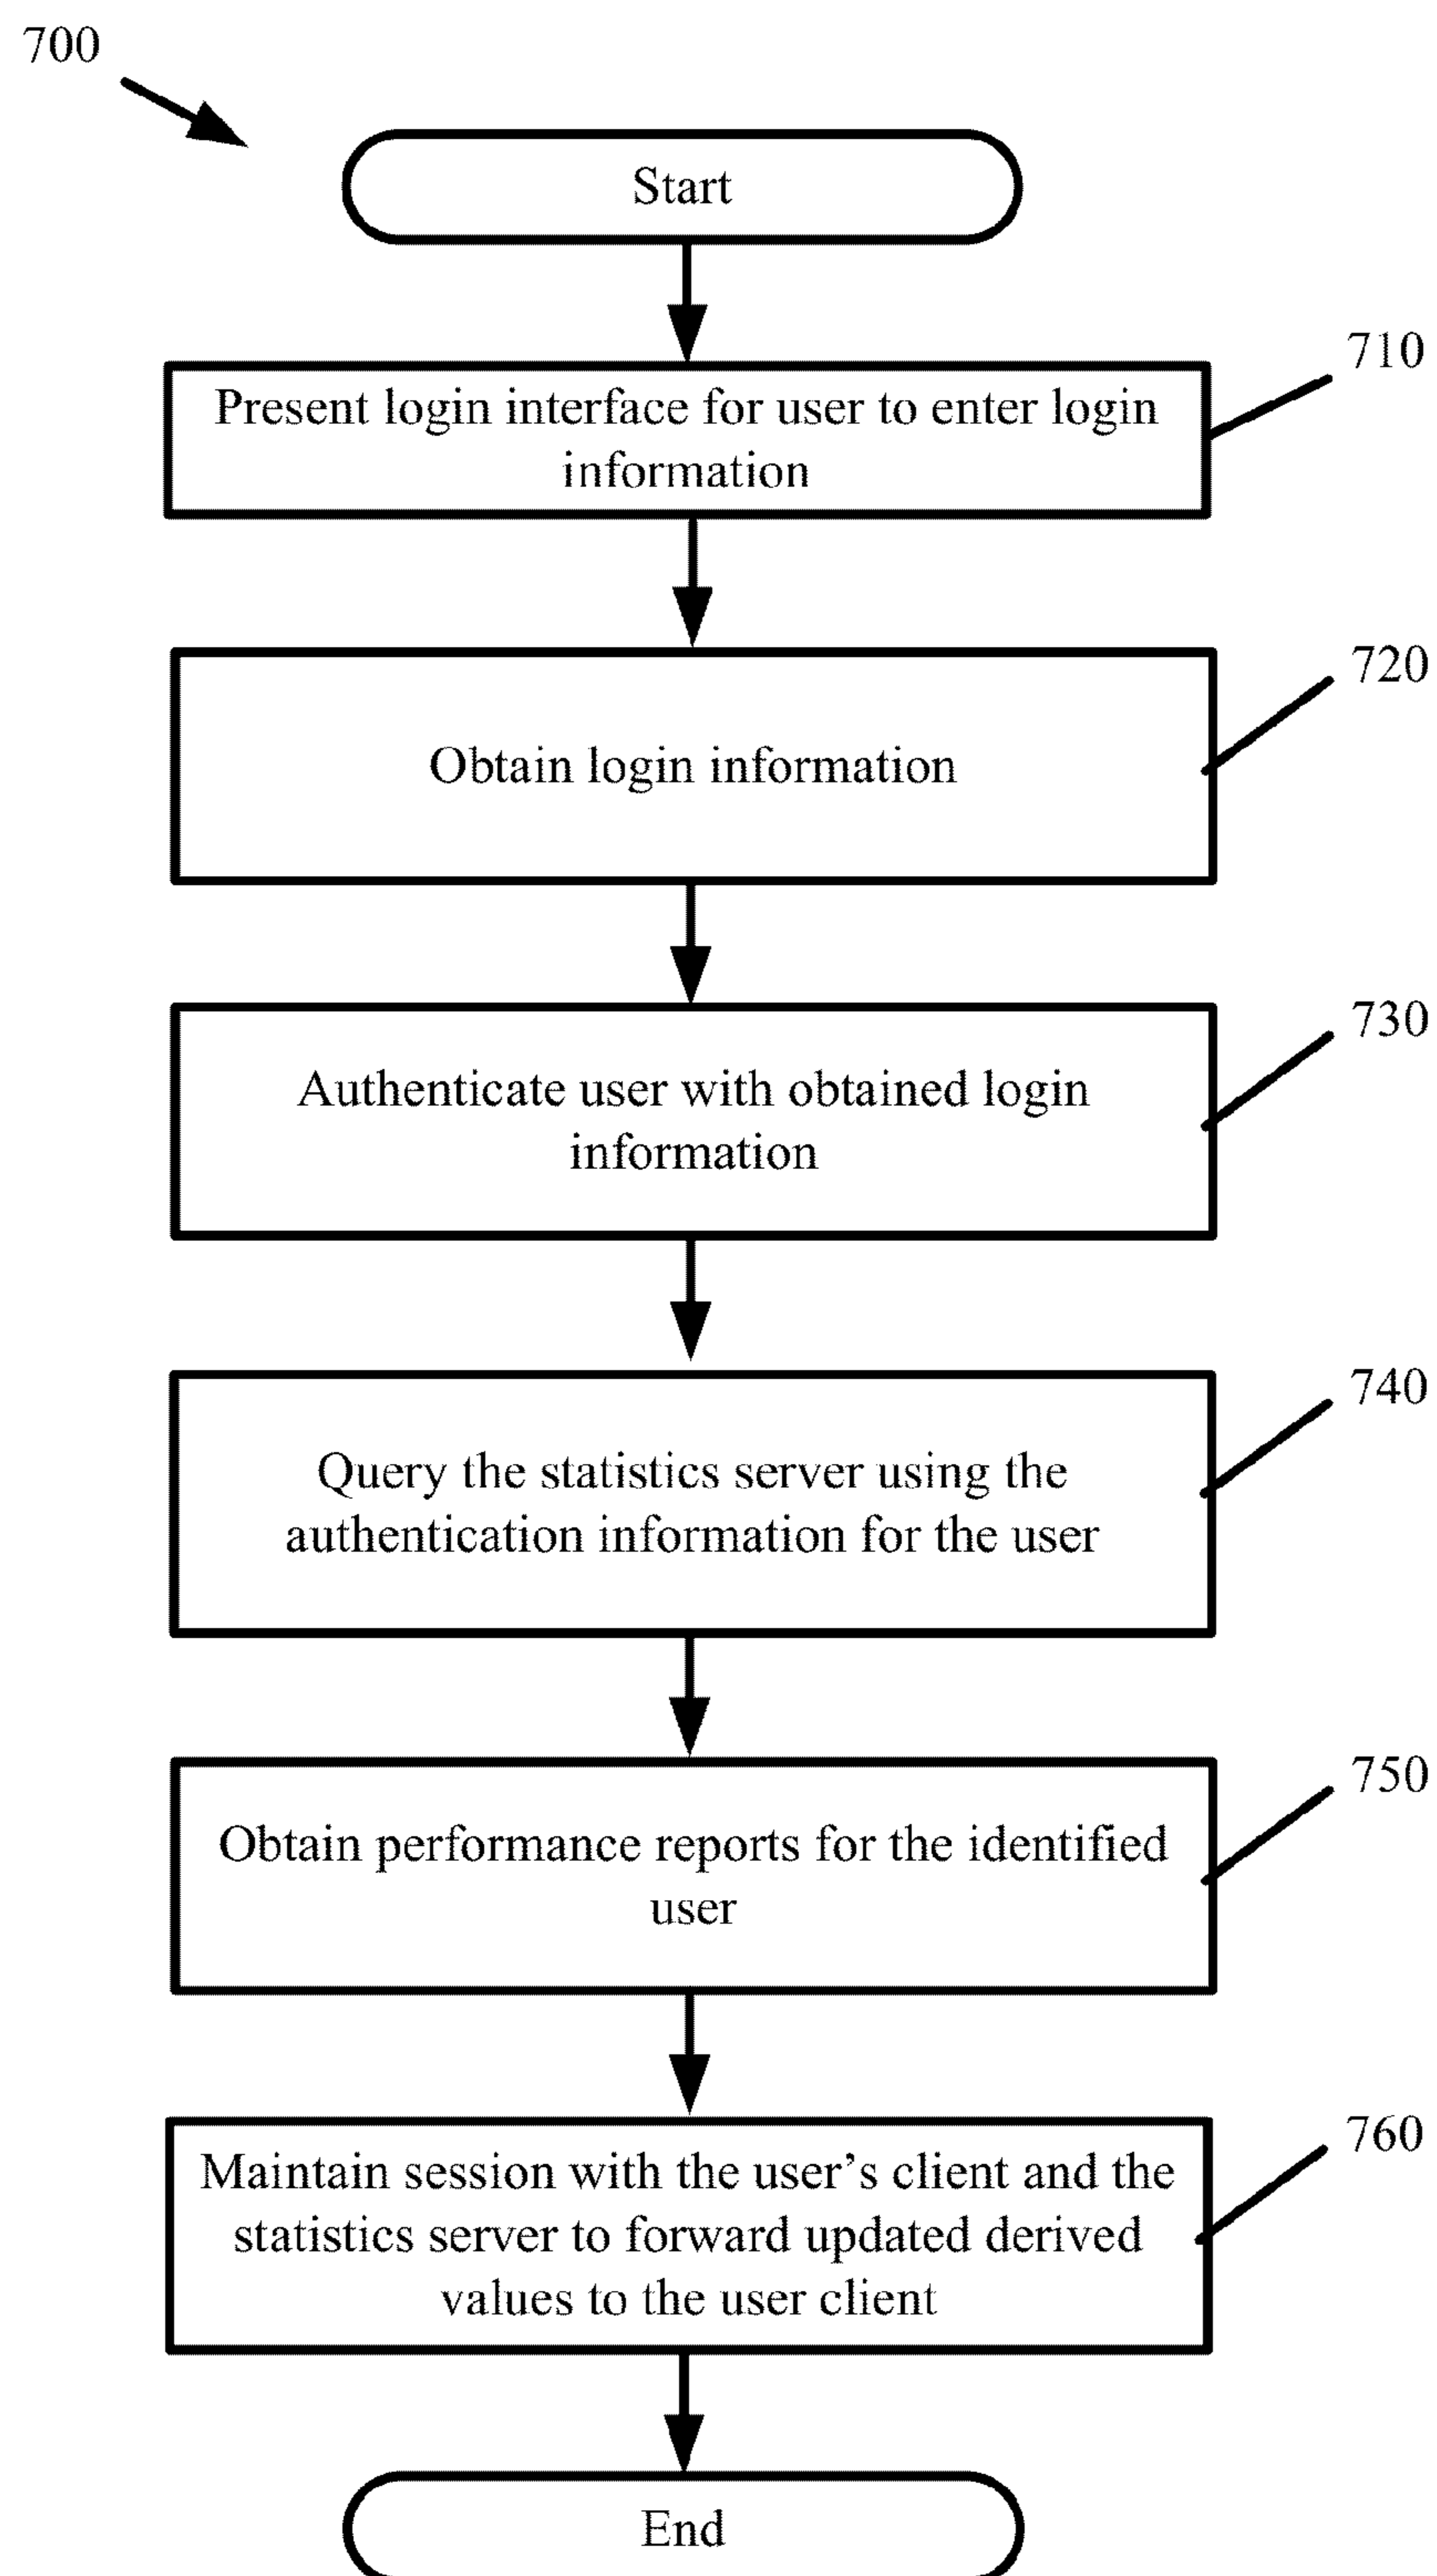 700
Start
710
Present login interface for user to enter login
information
720
Obtain login information
730
Authenticate user with obtained login
information
740
Query the statistics server using the
authentication information for the user
750
Obtain performance reports for the identified
user
760
Maintain session with the user’s client and the
statistics server to forward updated derived
values to the user client
End